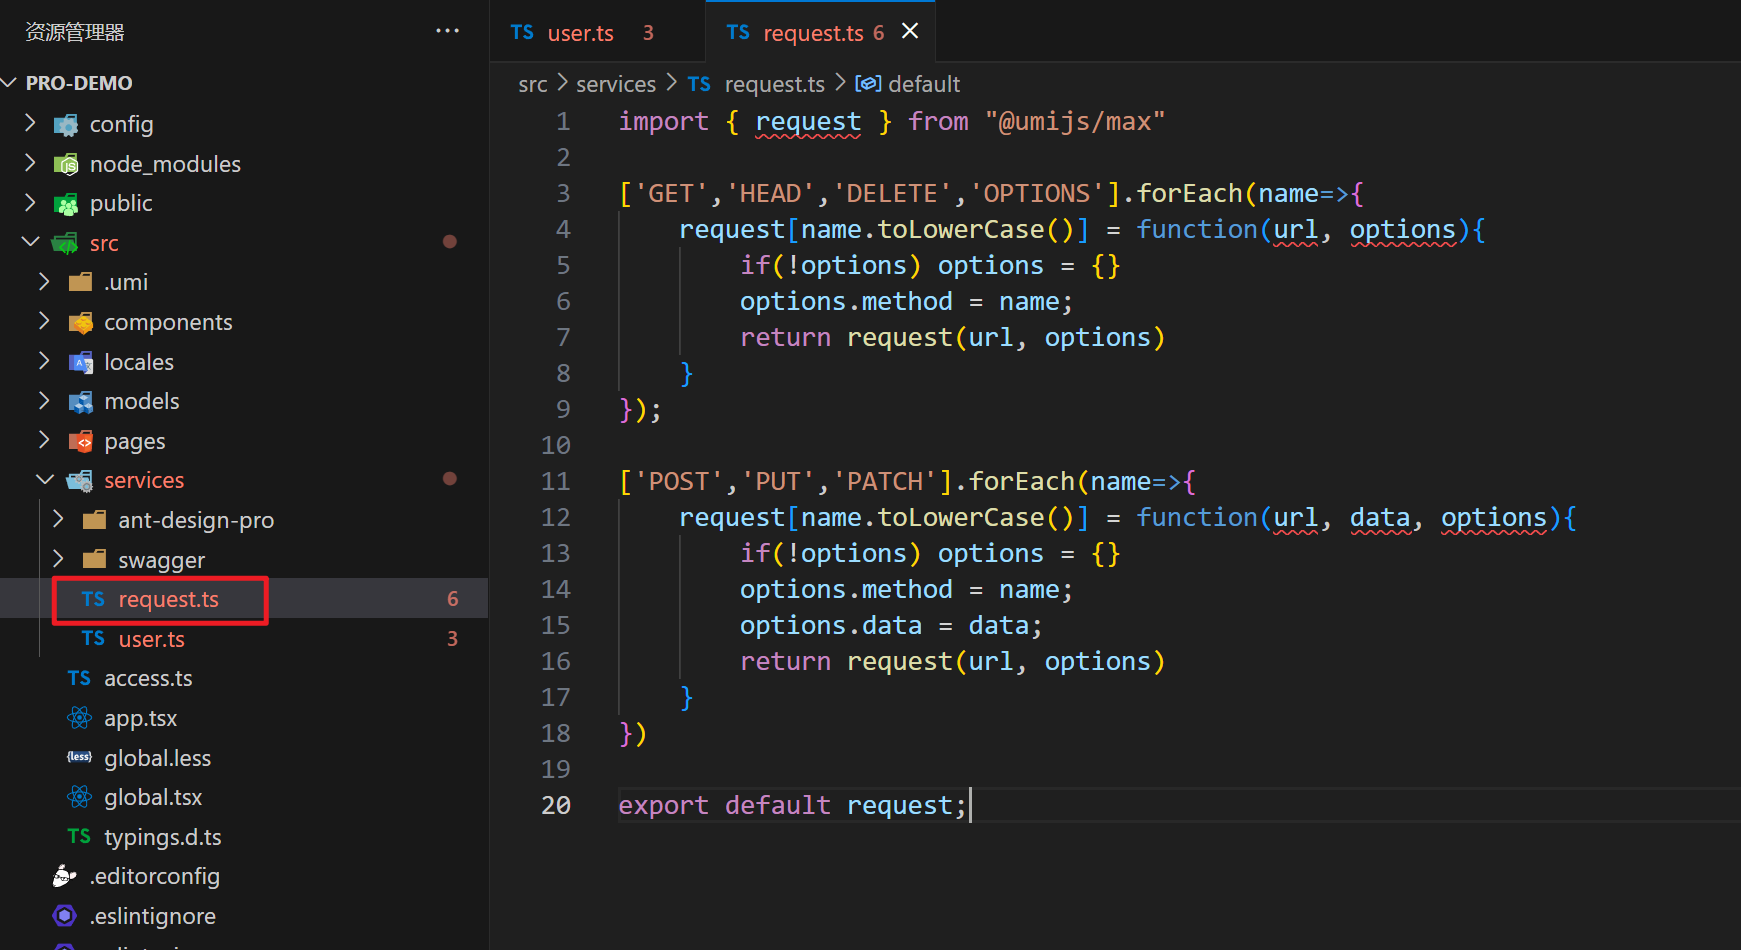 资源管理器
PRO-DEMO
config
node_modules
public
src
.umi
components
locales
models
pages
services
ant-design-pro
swagger
TS request.ts 6
TS user.ts 3
TS access.ts
app.tsx
{less} global.less
global.tsx
TS typings.d.ts
.editorconfig
.eslintignore
TS user.ts 3
TS request.ts 6
src > services > TS request.ts > default
1 import { request } from "@umijs/max"
2
3 ['GET','HEAD','DELETE','OPTIONS'].forEach(name=>{
4 request[name.toLowerCase()] = function(url, options){
5 if(!options) options = {}
6 options.method = name;
7 return request(url, options)
8 }
9 });
10
11 ['POST','PUT','PATCH'].forEach(name=>{
12 request[name.toLowerCase()] = function(url, data, options){
13 if(!options) options = {}
14 options.method = name;
15 options.data = data;
16 return request(url, options)
17 }
18 })
19
20 export default request;